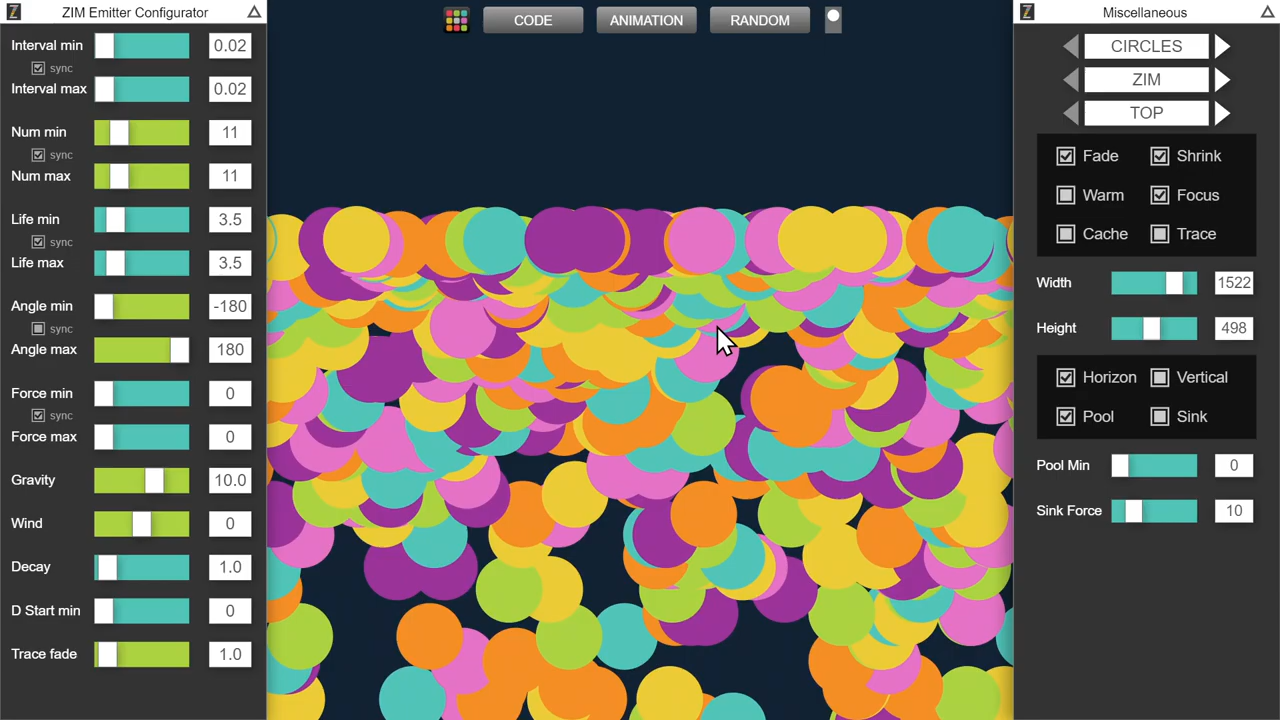 ZIM Emitter Configurator
Interval min 0.02
sync
Interval max 0.02
Num min 11
sync
Num max 11
Life min 3.5
sync
Life max 3.5
Angle min -180
sync
Angle max 180
Force min 0
sync
Force max 0
Gravity 10.0
Wind 0
Decay 1.0
D Start min 0
Trace fade 1.0
CODE ANIMATION RANDOM
Miscellaneous
CIRCLES
ZIM
TOP
Fade Shrink
Warm Focus
Cache Trace
Width 1522
Height 498
Horizon Vertical
Pool Sink
Pool Min 0
Sink Force 10